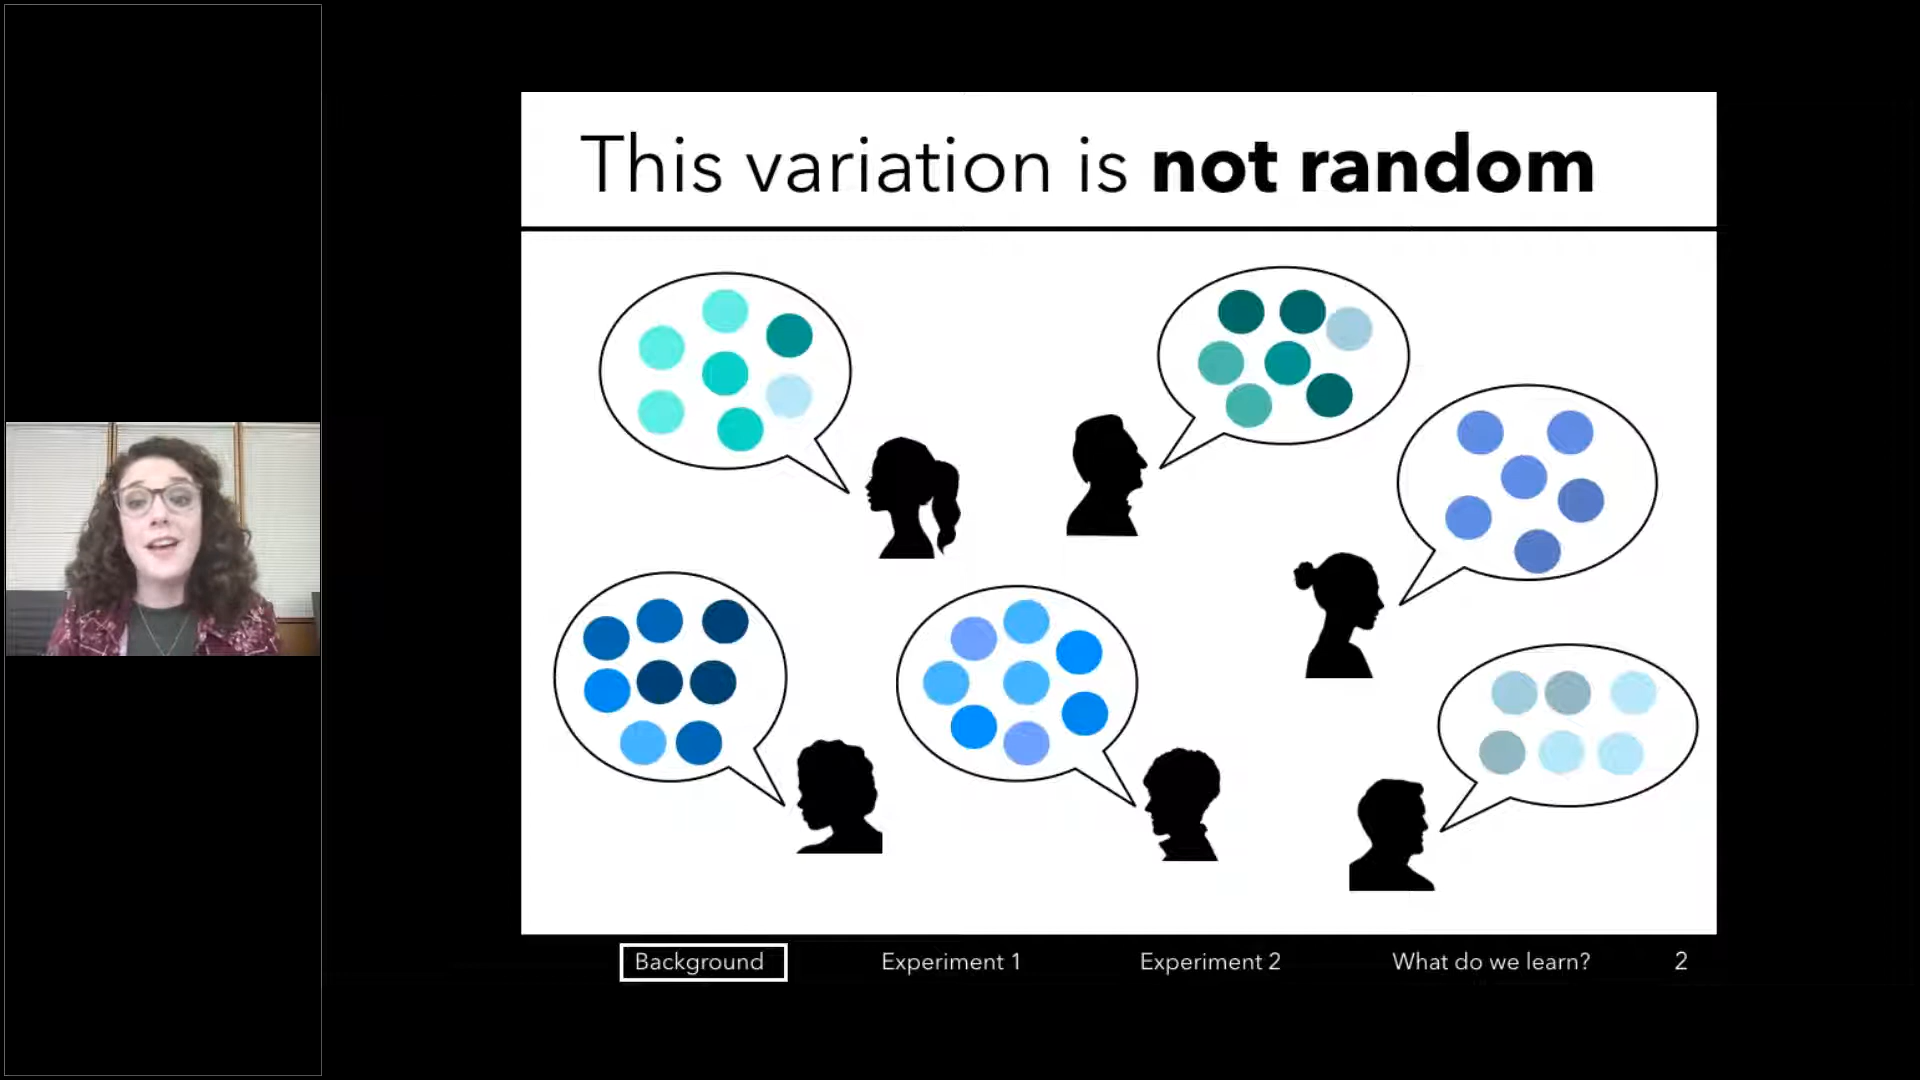 This variation is not random
Background
Experiment 1
Experiment 2
What do we learn?
2